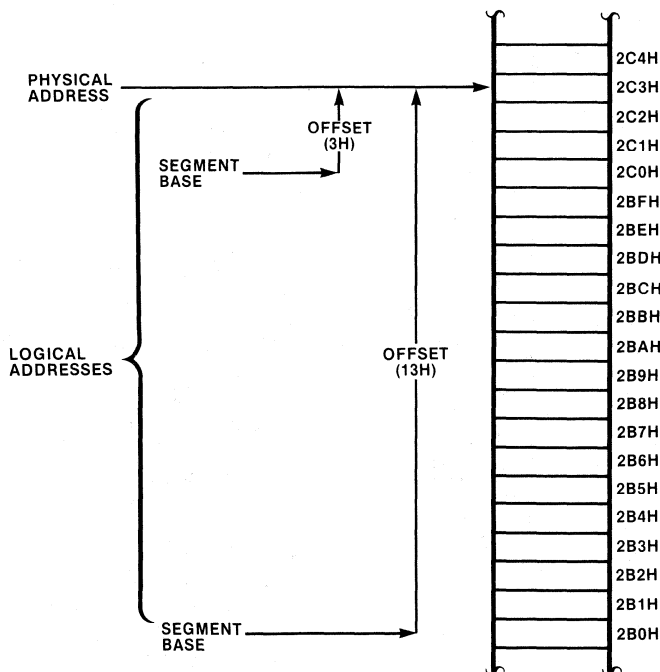 PHYSICAL
ADDRESS
OFFSET
(3H)
SEGMENT
BASE
LOGICAL
ADDRESSES
OFFSET
(13H)
SEGMENT
BASE
2C4H
2C3H
2C2H
2C1H
2C0H
2BFH
2BEH
2BDH
2BCH
2BBH
2BAH
2B9H
2B8H
2B7H
2B6H
2B5H
2B4H
2B3H
2B2H
2B1H
2B0H